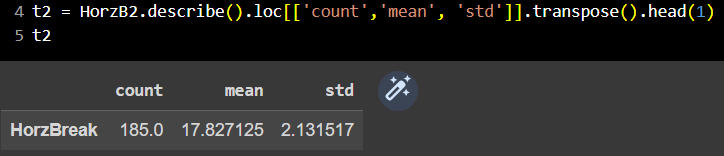 4 t2 = HorzB2.describe().loc[['count','mean', 'std']].transpose().head(1)
5 t2
count mean std
HorzBreak 185.0 17.827125 2.131517